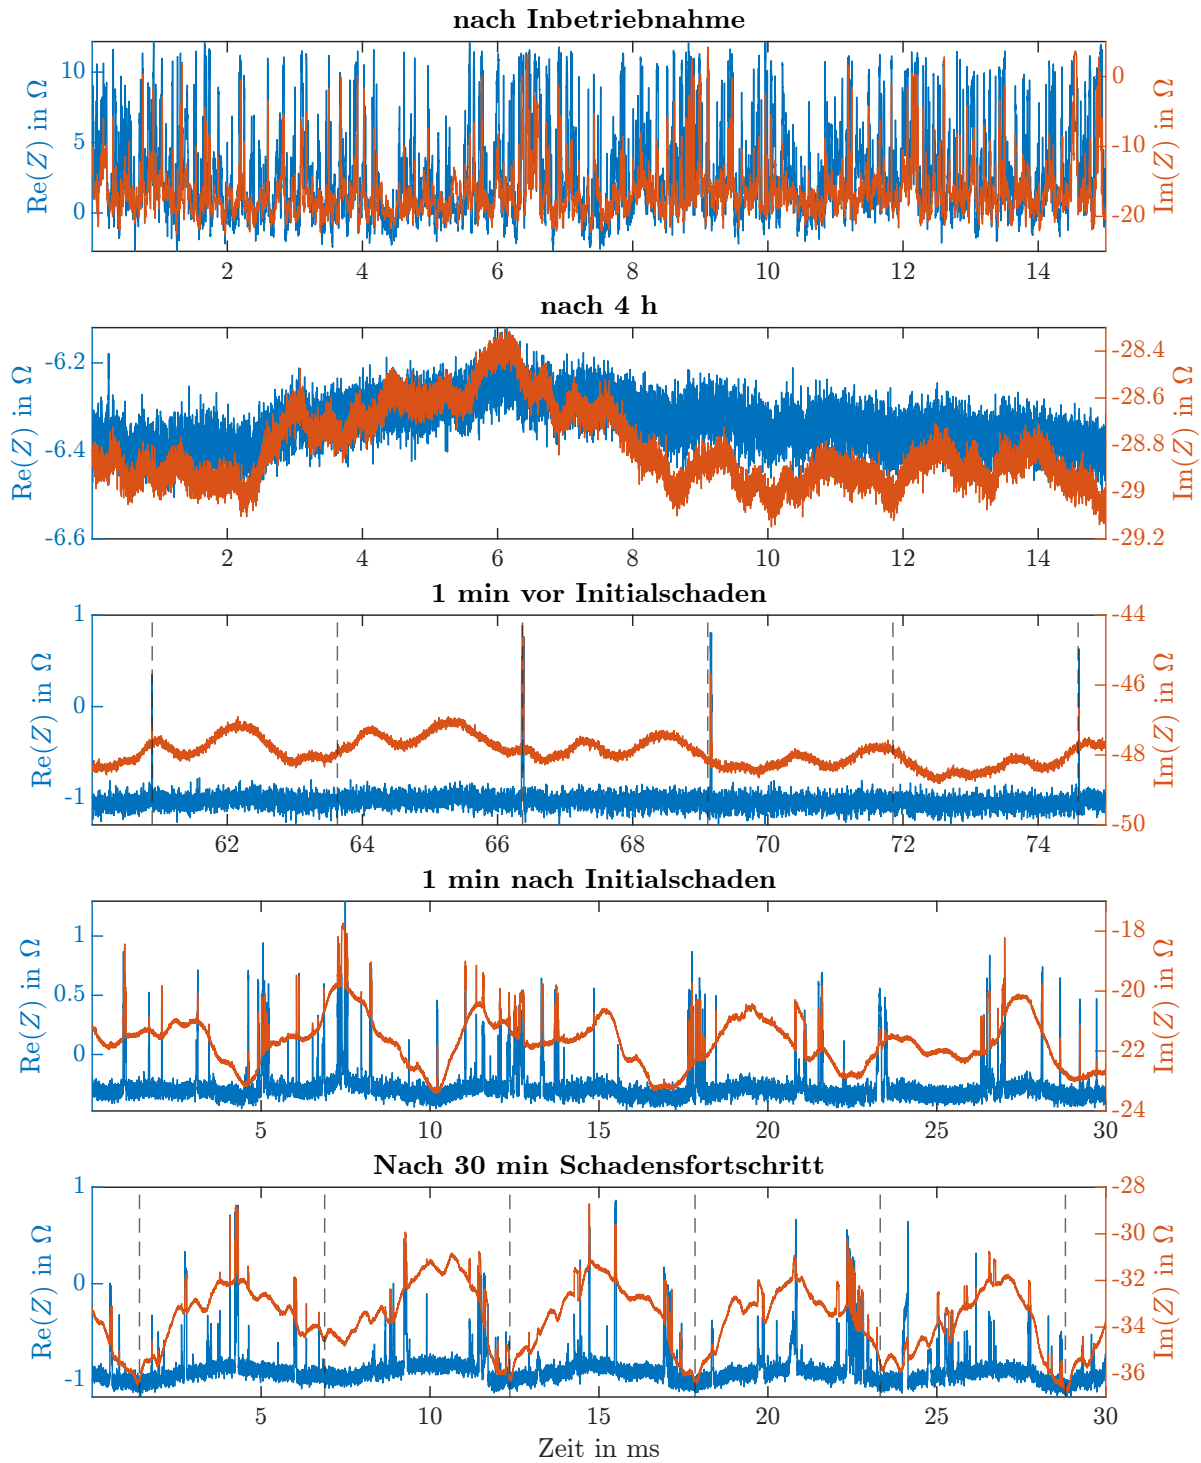 nach Inbetriebnahme
Re(Z) in Ω
10
5
0
0
-10
-20
Im(Z) in Ω
2 4 6 8 10 12 14
nach 4 h
Re(Z) in Ω
-6.2
-6.4
-6.6
-28.4
-28.6
-28.8
-29
-29.2
Im(Z) in Ω
2 4 6 8 10 12 14
1 min vor Initialschaden
Re(Z) in Ω
1
0
-1
-44
-46
-48
-50
Im(Z) in Ω
62 64 66 68 70 72 74
1 min nach Initialschaden
Re(Z) in Ω
1
0.5
0
-18
-20
-22
-24
Im(Z) in Ω
5 10 15 20 25 30
Nach 30 min Schadensfortschritt
Re(Z) in Ω
1
0
-1
-28
-30
-32
-34
-36
Im(Z) in Ω
5 10 15 20 25 30
Zeit in ms